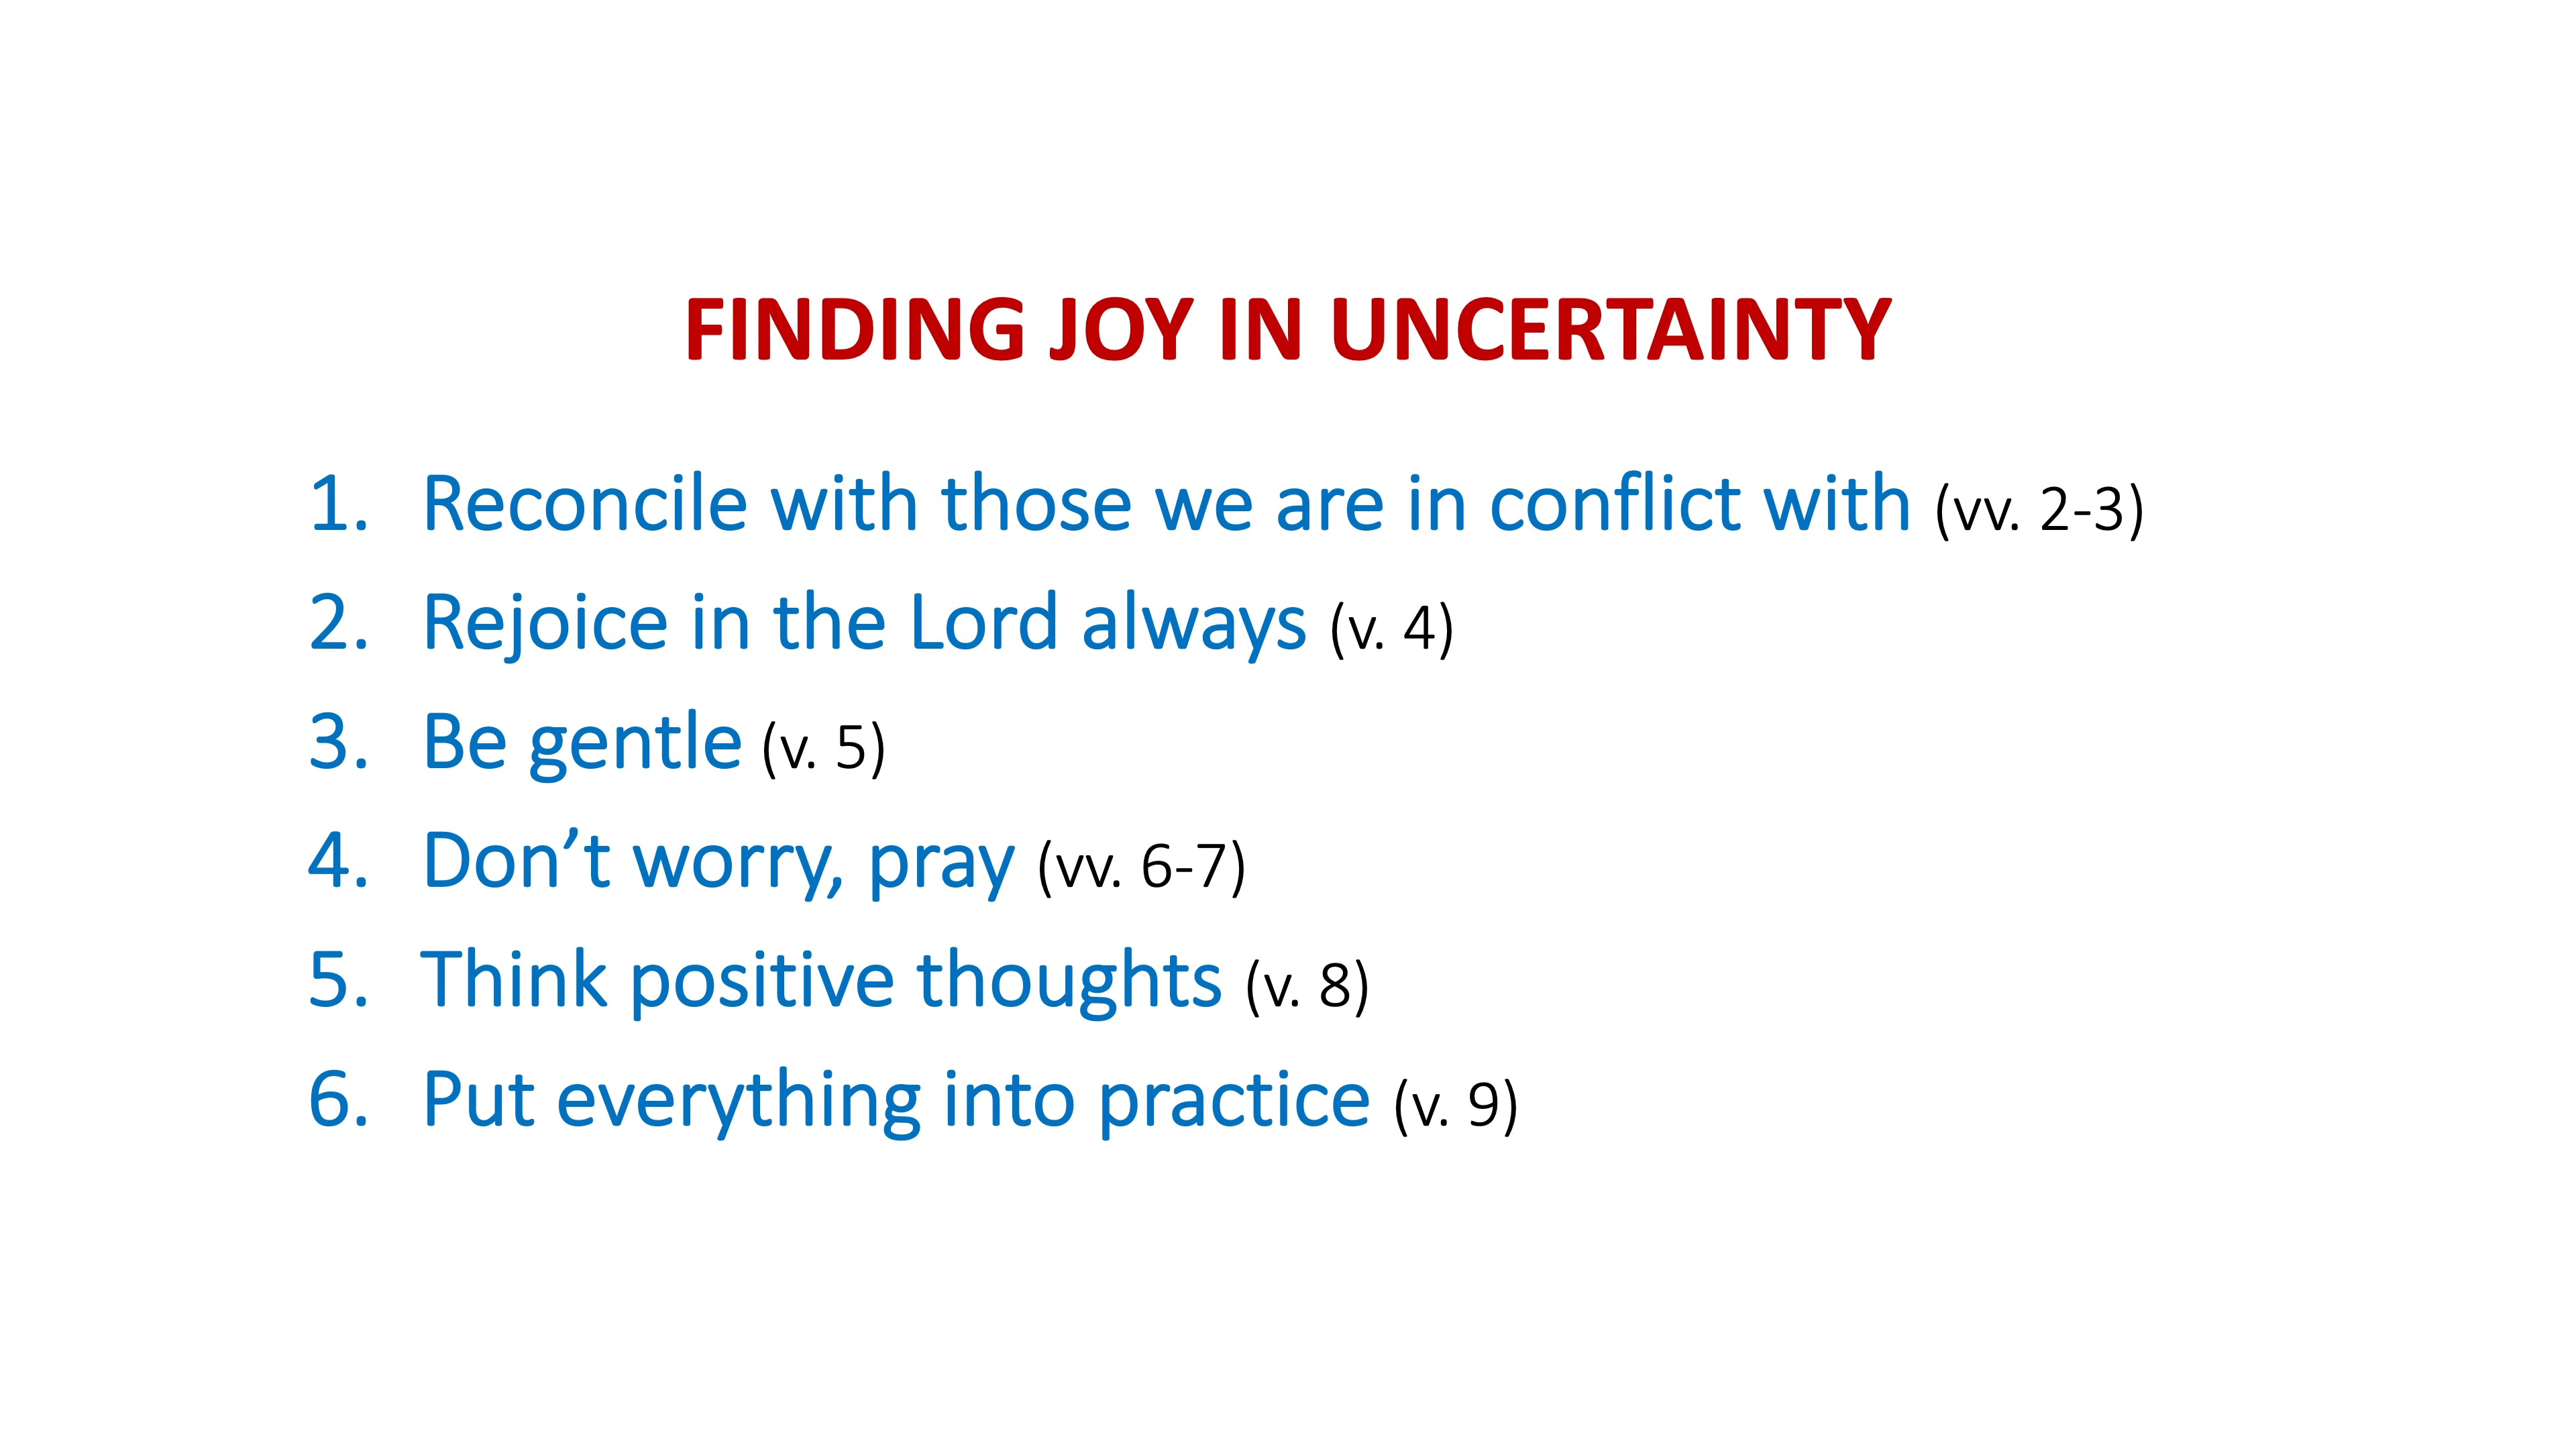 FINDING JOY IN UNCERTAINTY
1. Reconcile with those we are in conflict with (vv. 2-3)
2. Rejoice in the Lord always (v. 4)
3. Be gentle (v. 5)
4. Don’t worry, pray (vv. 6-7)
5. Think positive thoughts (v. 8)
6. Put everything into practice (v. 9)